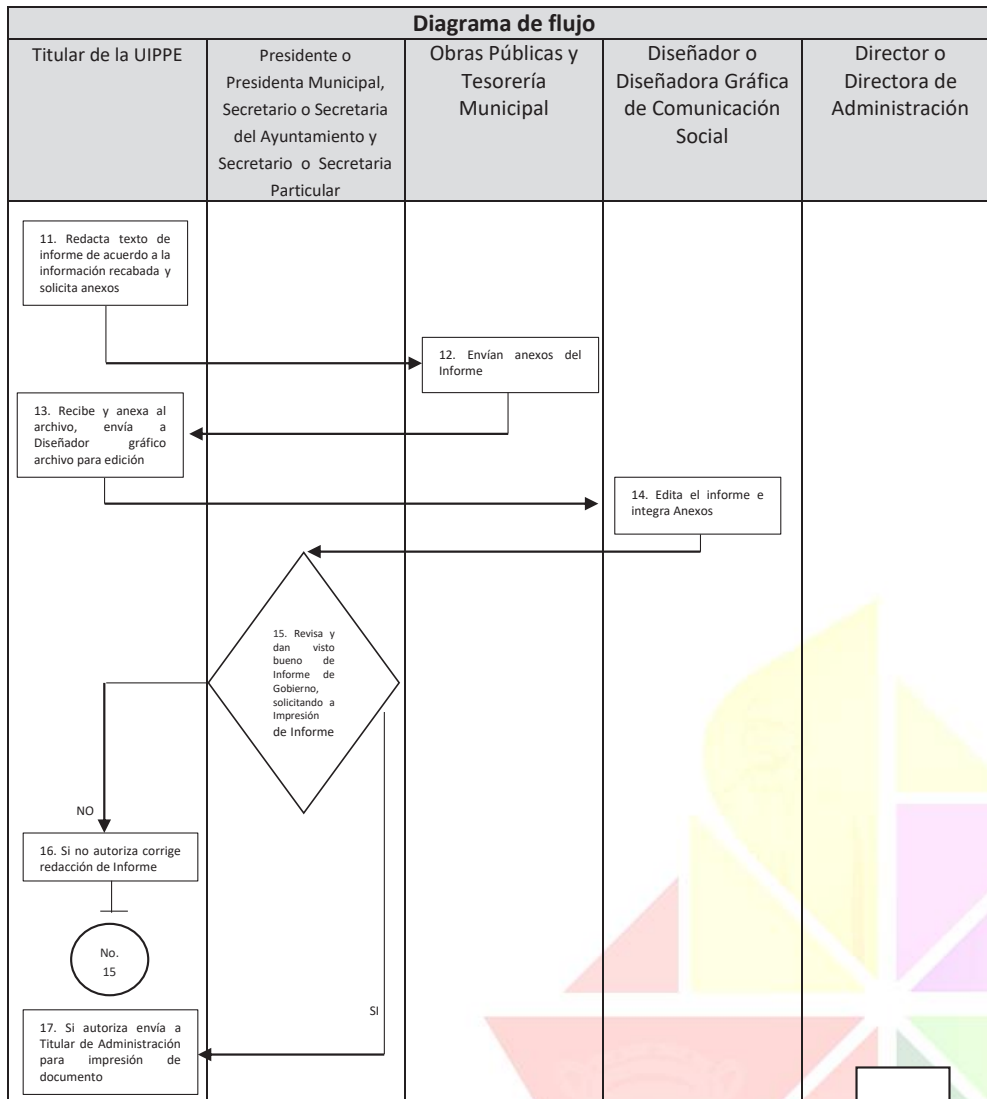 Diagrama de flujo
Titular de la UIPPE
Presidente o
Presidenta Municipal,
Secretario o Secretaria
del Ayuntamiento y
Secretario o Secretaria
Particular
Obras Públicas y
Tesorería
Municipal
Diseñador o
Diseñadora Gráfica
de Comunicación
Social
Director o
Directora de
Administración
11. Redacta texto de
informe de acuerdo a la
información recabada y
solicita anexos
12. Envían anexos del
Informe
13. Recibe y anexa al
archivo, envía a
Diseñador gráfico
archivo para edición
14. Edita el informe e
integra Anexos
15. Revisa y
dan visto
bueno de
Informe de
Gobierno,
solicitando a
Impresión
de Informe
NO
16. Si no autoriza corrige
redacción de Informe
No.
15
SI
17. Si autoriza envía a
Titular de Administración
para impresión de
documento